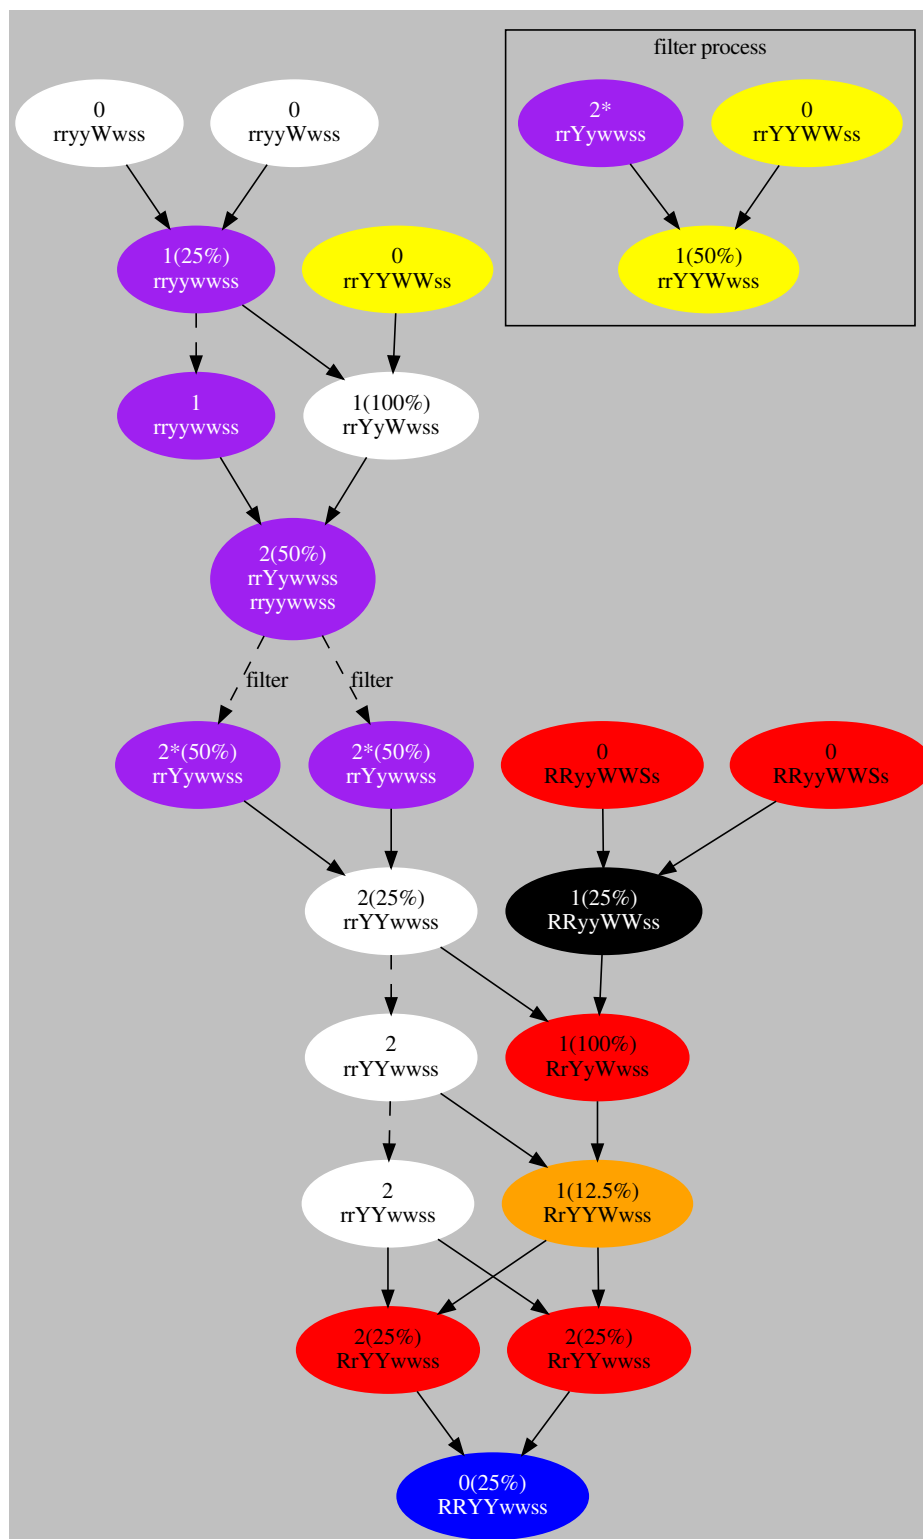 filter process
0
rryyWwss
0
rryyWwss
2*
rrYywwss
0
rrYYWWss
1(25%)
rryywwss
0
rrYYWWss
1(50%)
rrYYWwss
1
rryywwss
1(100%)
rrYyWwss
2(50%)
rrYywwss
rryywwss
filter
filter
2*(50%)
rrYywwss
2*(50%)
rrYywwss
0
RRyyWWSs
0
RRyyWWSs
2(25%)
rrYYwwss
1(25%)
RRyyWWss
2
rrYYwwss
1(100%)
RrYyWwss
2
rrYYwwss
1(12.5%)
RrYYWwss
2(25%)
RrYYwwss
2(25%)
RrYYwwss
0(25%)
RRYYwwss